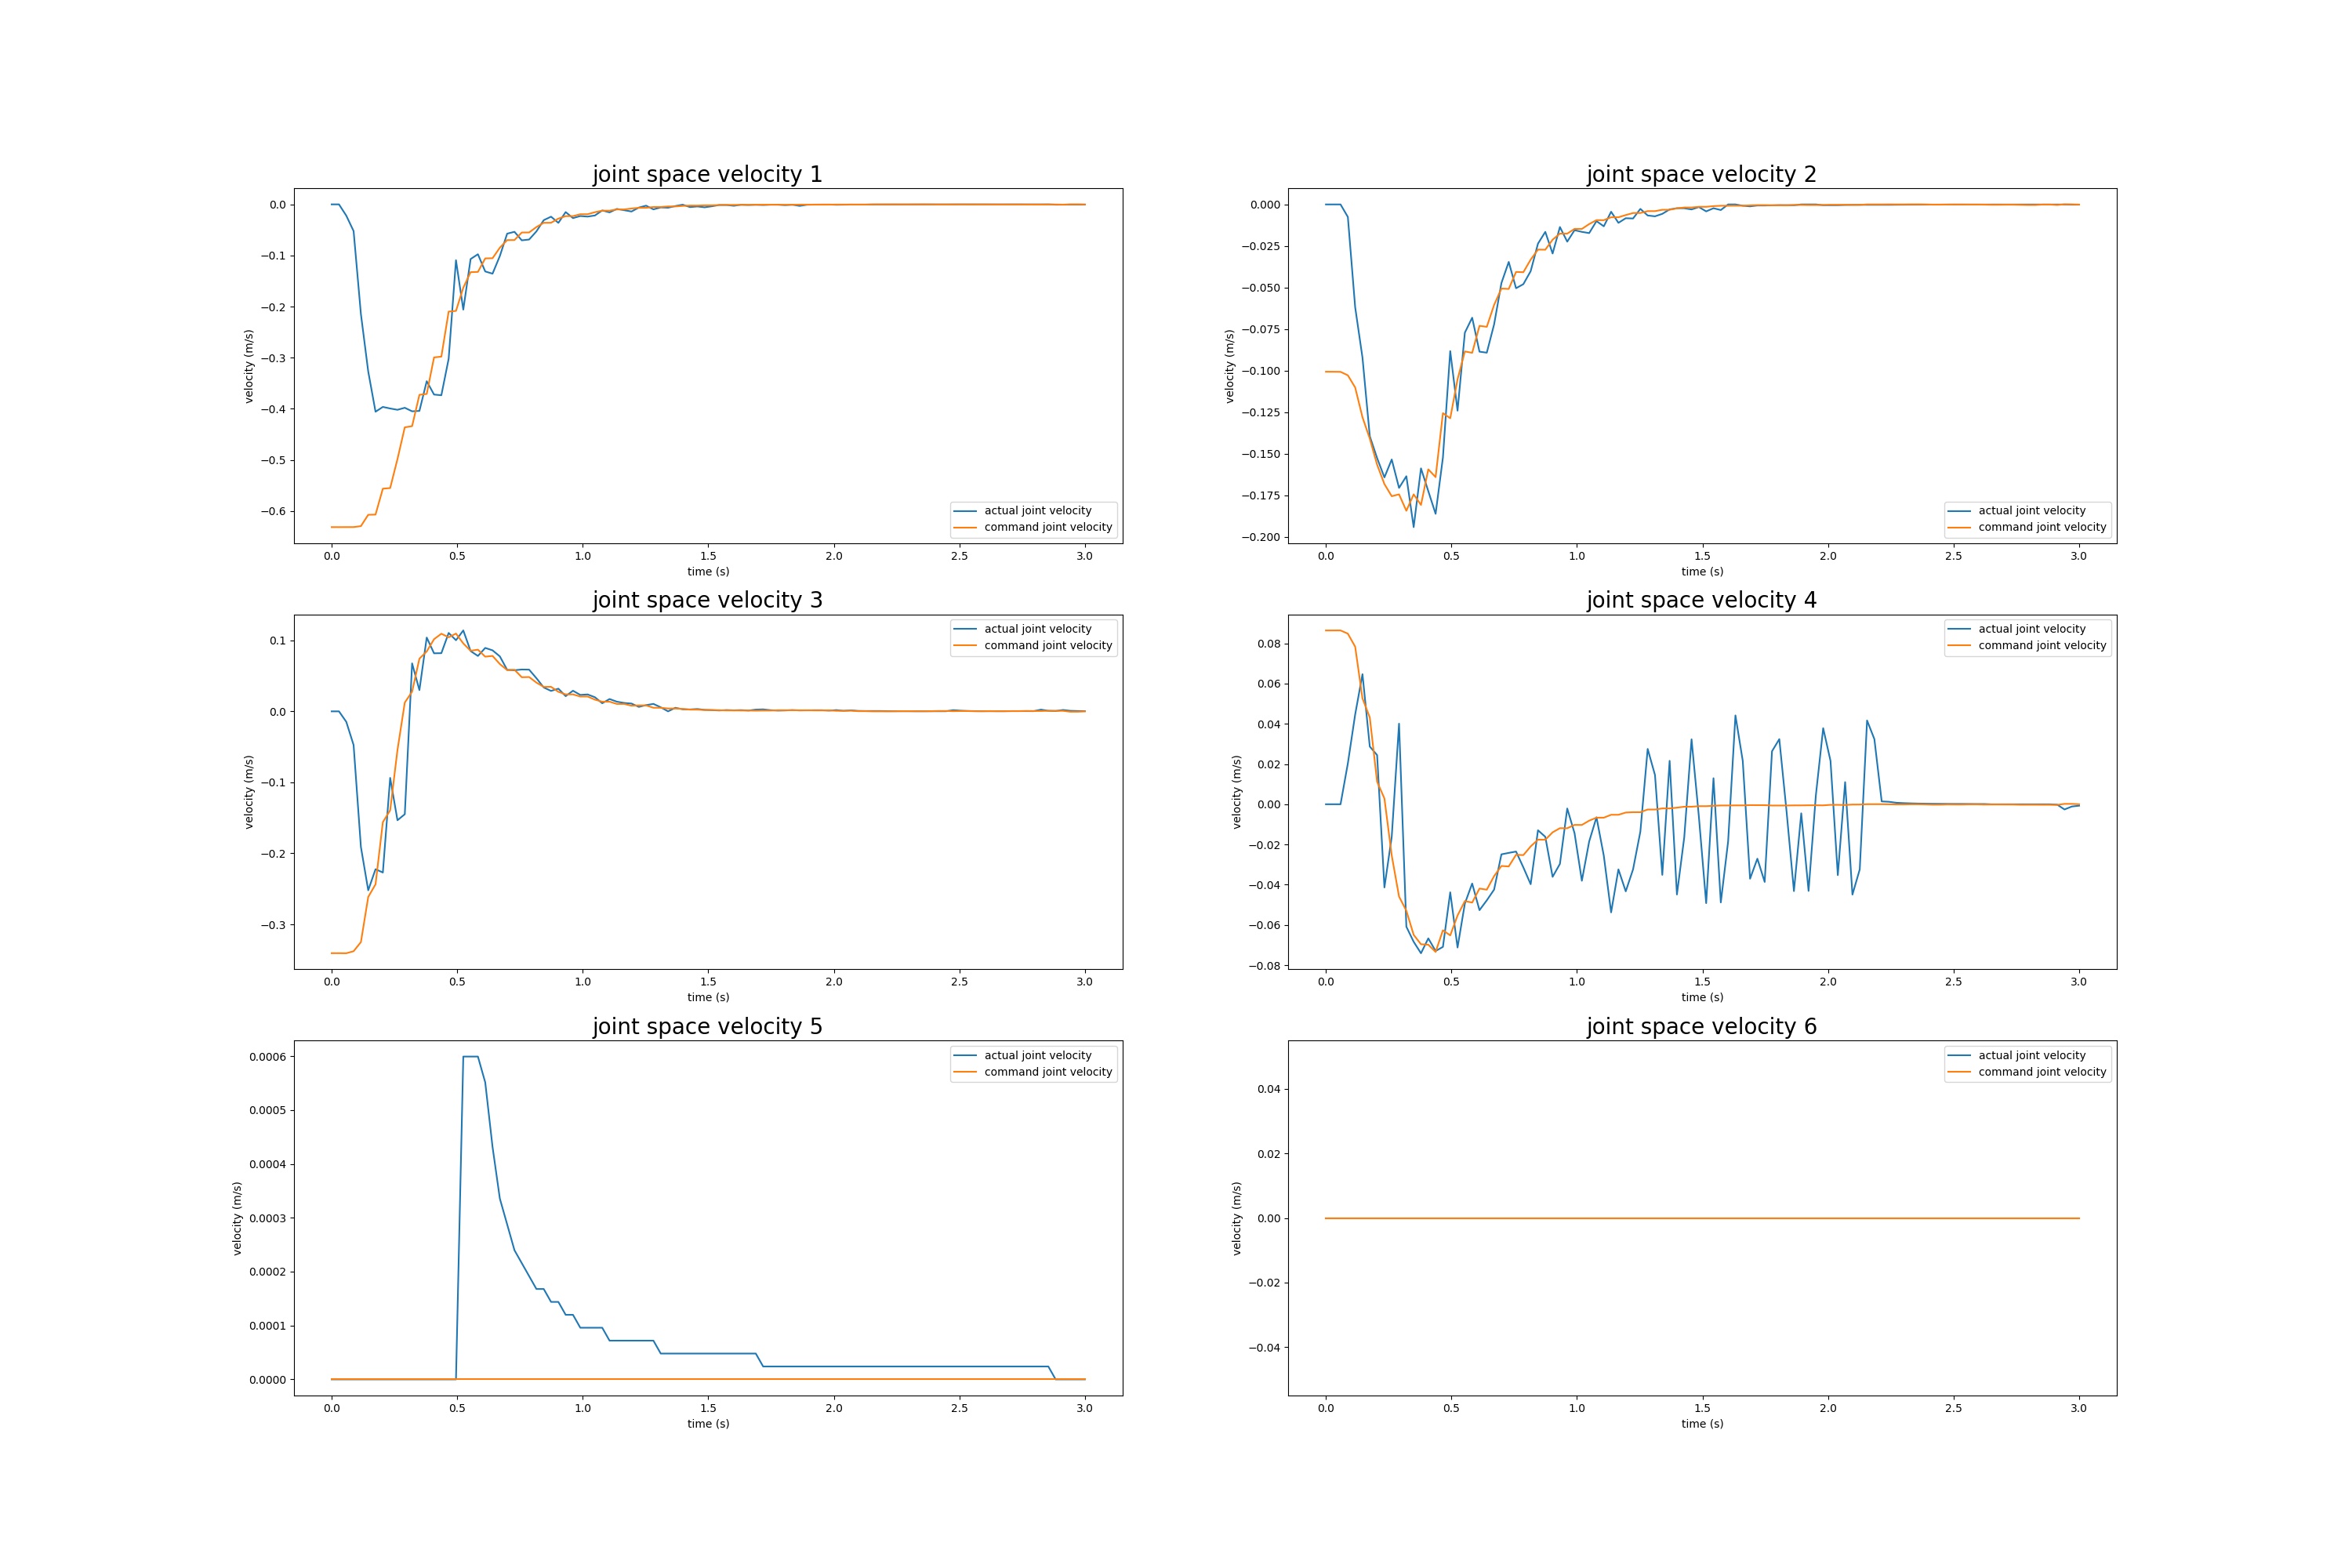 joint space velocity 1
velocity (m/s)
0.0
−0.1
−0.2
−0.3
−0.4
−0.5
−0.6
actual joint velocity
command joint velocity
0.0 0.5 1.0 1.5 2.0 2.5 3.0
time (s)
joint space velocity 2
velocity (m/s)
0.000
−0.025
−0.050
−0.075
−0.100
−0.125
−0.150
−0.175
−0.200
actual joint velocity
command joint velocity
0.0 0.5 1.0 1.5 2.0 2.5 3.0
time (s)
joint space velocity 3
velocity (m/s)
0.1
0.0
−0.1
−0.2
−0.3
actual joint velocity
command joint velocity
0.0 0.5 1.0 1.5 2.0 2.5 3.0
time (s)
joint space velocity 4
velocity (m/s)
0.08
0.06
0.04
0.02
0.00
−0.02
−0.04
−0.06
−0.08
actual joint velocity
command joint velocity
0.0 0.5 1.0 1.5 2.0 2.5 3.0
time (s)
joint space velocity 5
velocity (m/s)
0.0006
0.0005
0.0004
0.0003
0.0002
0.0001
0.0000
actual joint velocity
command joint velocity
0.0 0.5 1.0 1.5 2.0 2.5 3.0
time (s)
joint space velocity 6
velocity (m/s)
0.04
0.02
0.00
−0.02
−0.04
actual joint velocity
command joint velocity
0.0 0.5 1.0 1.5 2.0 2.5 3.0
time (s)